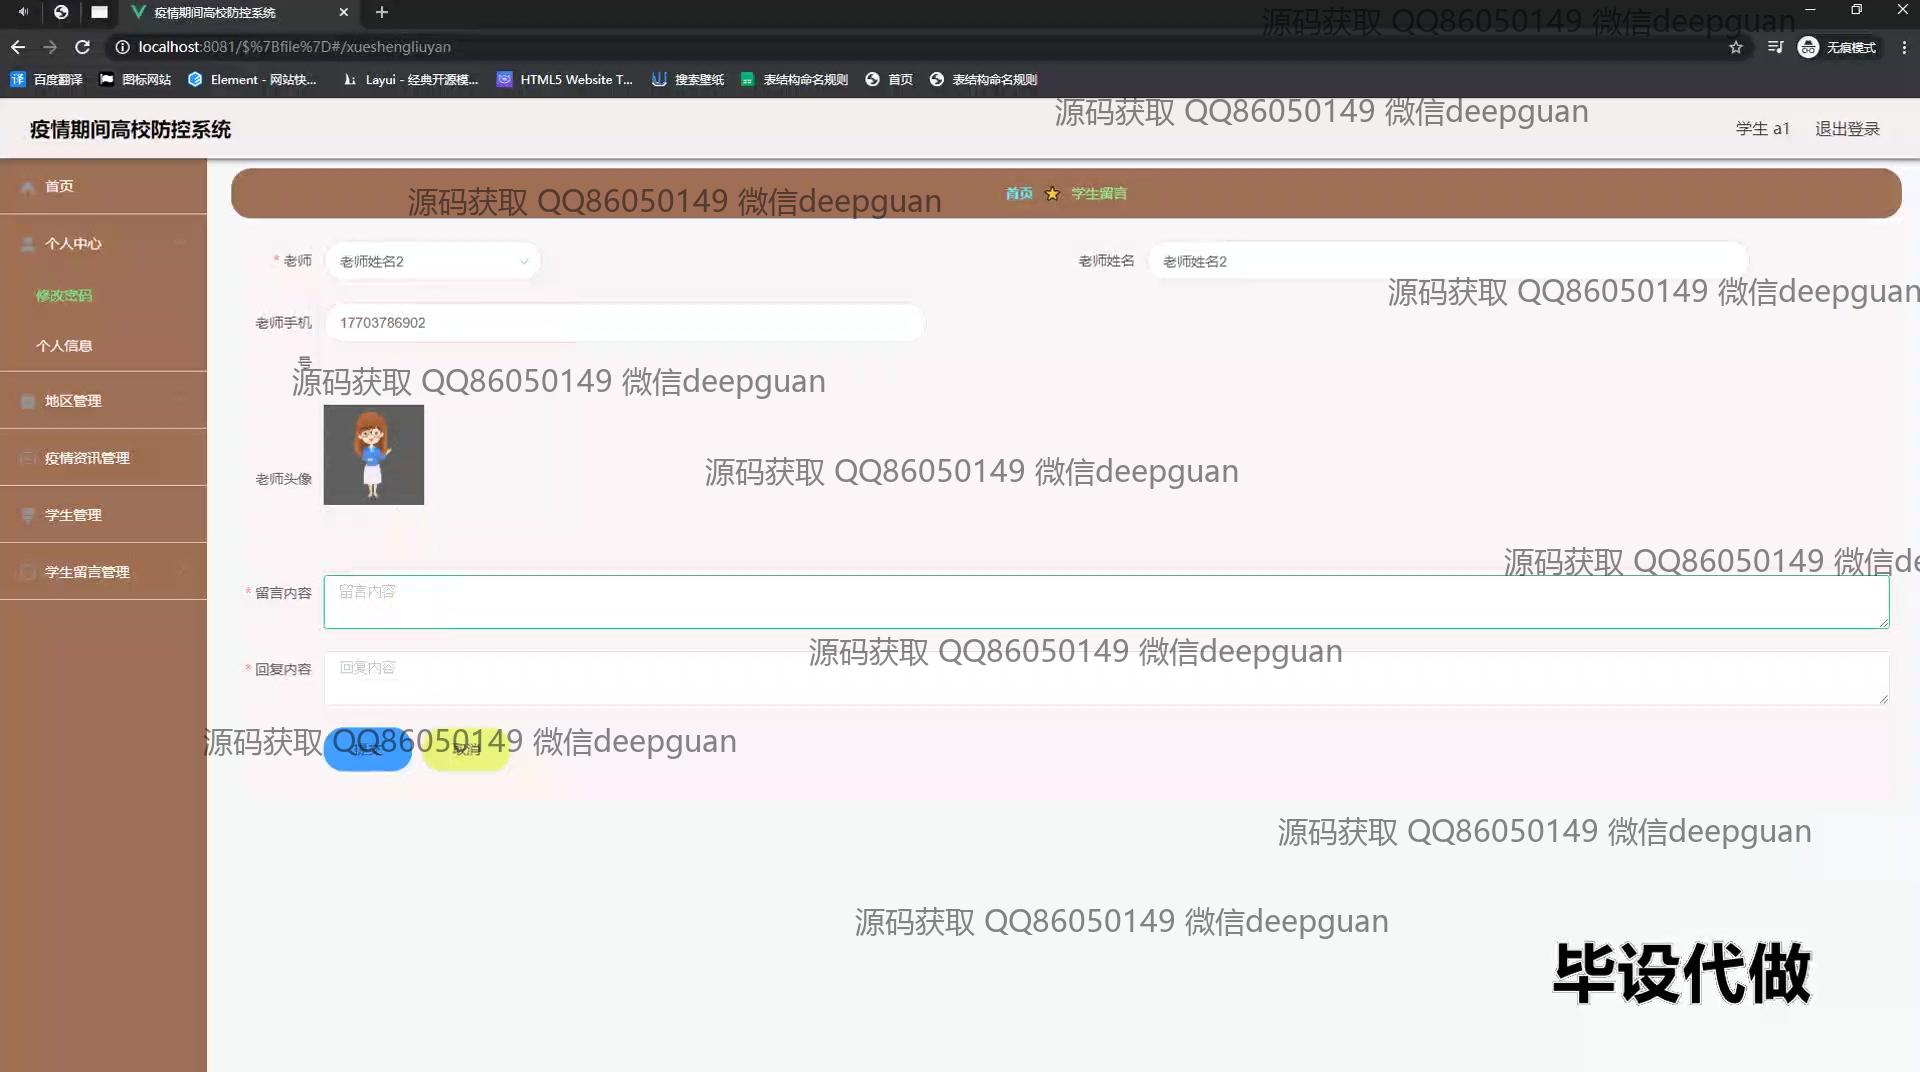 疫情期间高校防控系统
源码获取 QQ86050149 微信deepguan
localhost:8081/$%7Bfile%7D#/xueshengliuyan
无痕模式
百度翻译 图标网站 Element - 网站快... Layui - 经典开源模... HTML5 Website T... 搜索壁纸 表结构命名规则 首页 表结构命名规则
源码获取 QQ86050149 微信deepguan
疫情期间高校防控系统 学生 a1 退出登录
首页
首页 学生留言
源码获取 QQ86050149 微信deepguan
个人中心
* 老师 老师姓名2 老师姓名 老师姓名2
修改密码
源码获取 QQ86050149 微信deepguan
老师手机号 17703786902
个人信息
源码获取 QQ86050149 微信deepguan
地区管理
疫情资讯管理
源码获取 QQ86050149 微信deepguan
老师头像
学生管理
源码获取 QQ86050149 微信de
学生留言管理
* 留言内容 留言内容
源码获取 QQ86050149 微信deepguan
* 回复内容 回复内容
源码获取 QQ86050149 微信deepguan
提交 取消
源码获取 QQ86050149 微信deepguan
源码获取 QQ86050149 微信deepguan
毕设代做